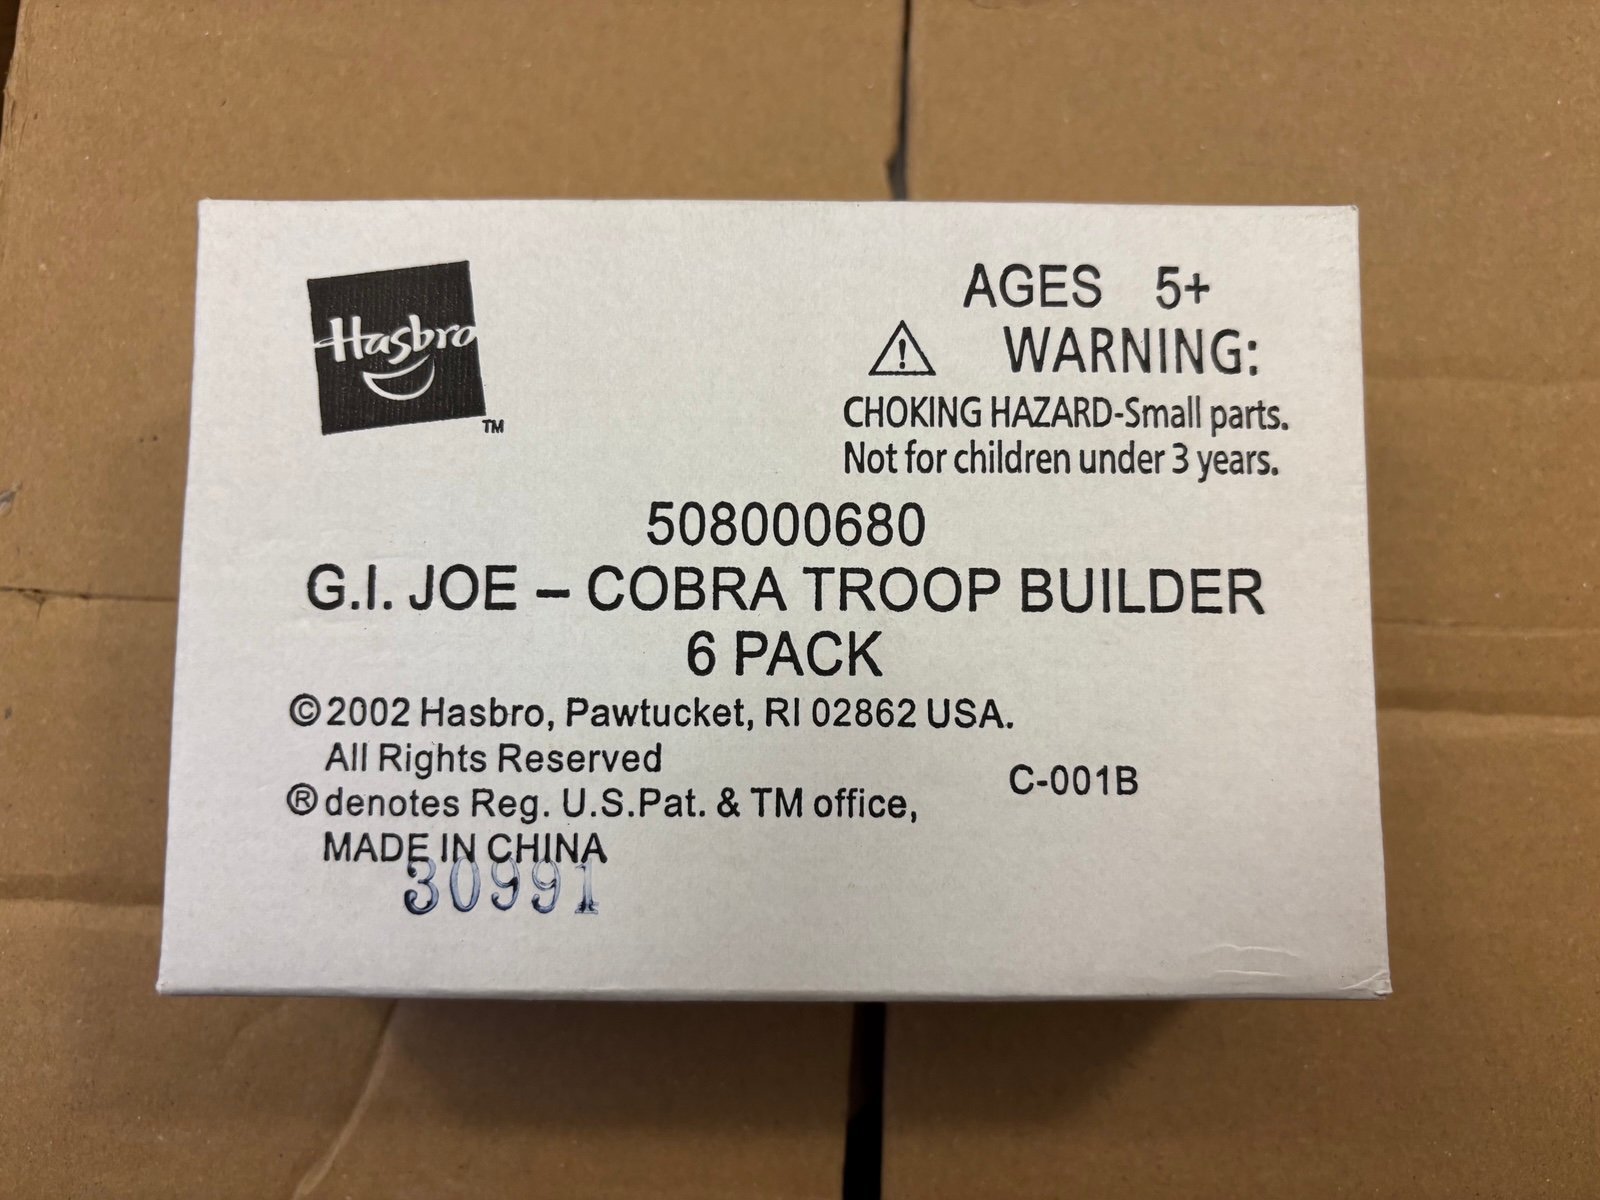 Hasbro
TM
AGES 5+
WARNING:
CHOKING HAZARD-Small parts.
Not for children under 3 years.
508000680
G.I. JOE – COBRA TROOP BUILDER
6 PACK
©2002 Hasbro, Pawtucket, RI 02862 USA.
All Rights Reserved
® denotes Reg. U.S.Pat. & TM office,
C-001B
MADE IN CHINA
30991